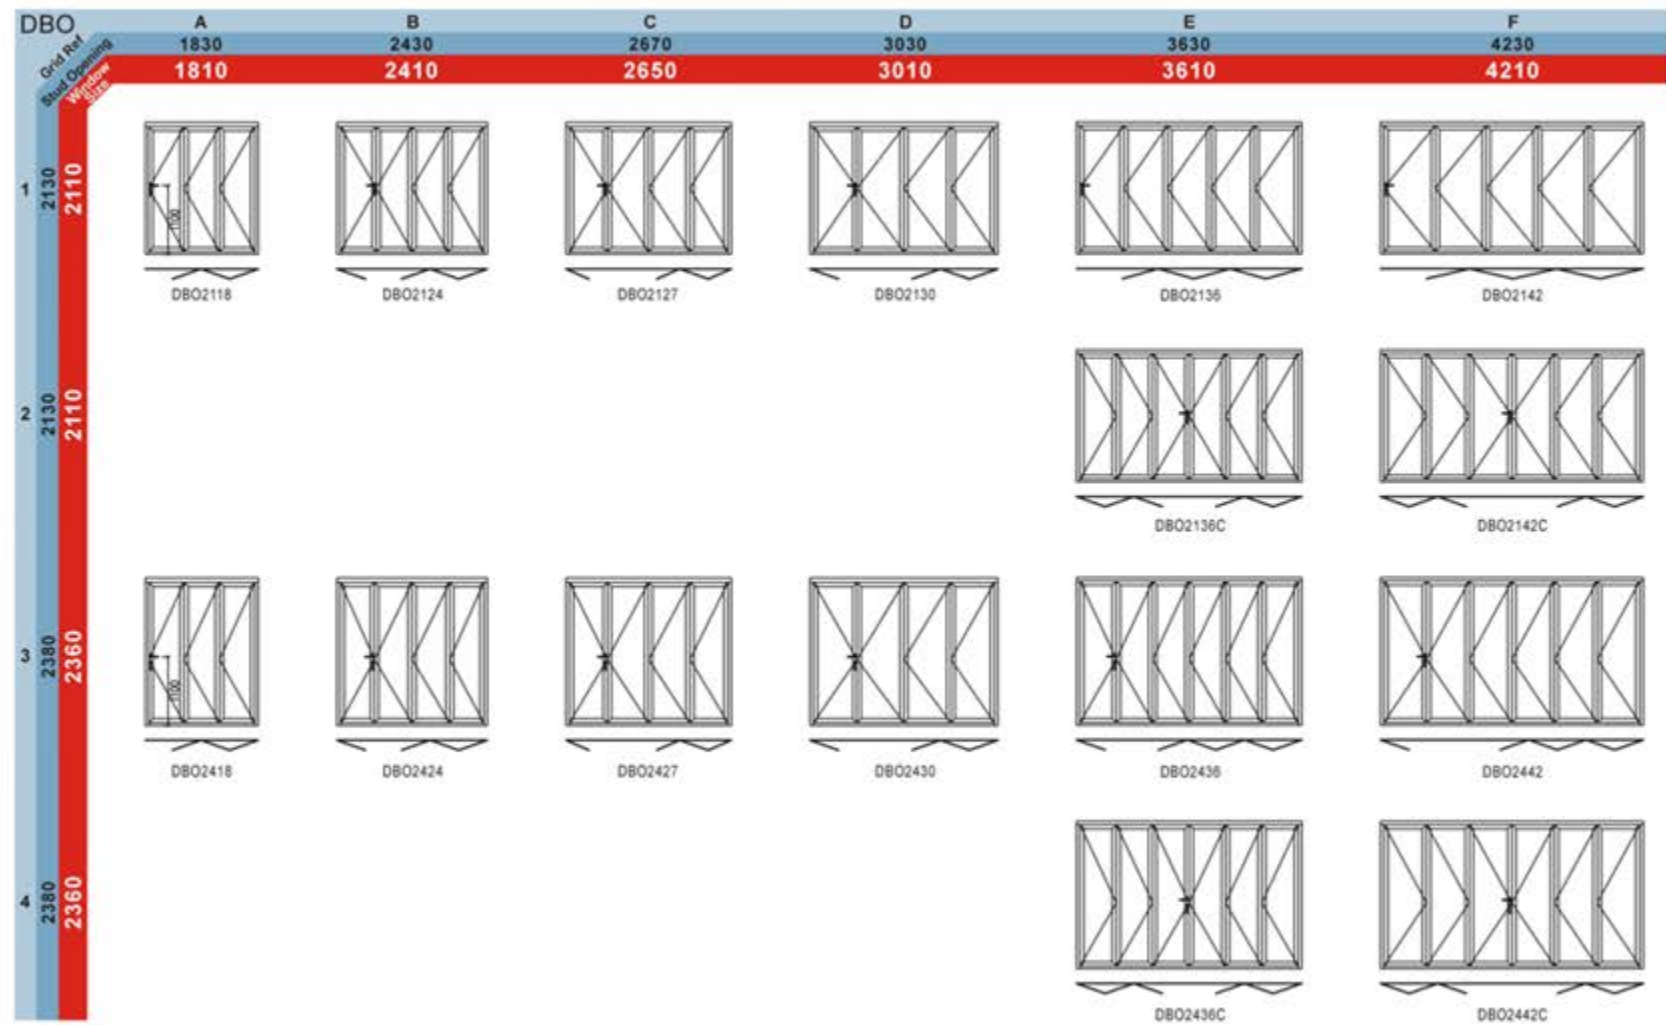 DBO A B C D E F
Grid Ref
Stud Opening 1830 2430 2670 3030 3630 4230
Window Size 1810 2410 2650 3010 3610 4210
1 2130 2110
1100 1100
DBO2118 DBO2124 DBO2127 DBO2130 DBO2136 DBO2142
2 2130 2110
DBO2136C DBO2142C
3 2380 2360
DBO2418 DBO2424 DBO2427 DBO2430 DBO2436 DBO2442
4 2380 2360
DBO2436C DBO2442C